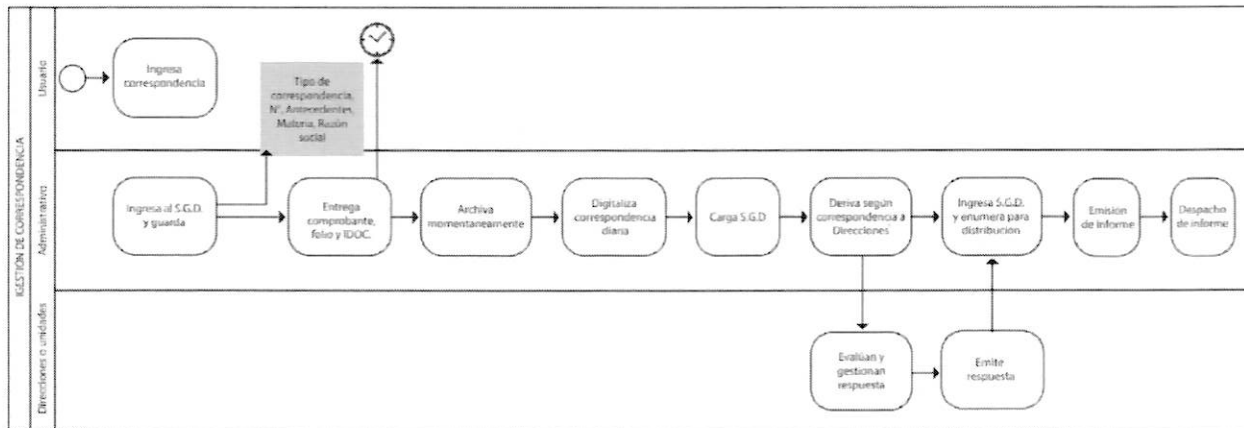 GESTIÓN DE CORRESPONDENCIA
Usuario
Ingresa
correspondencia
Tipo de
correspondencia,
N°, Antecedentes,
Materia, Razón
social
Administrativo
Ingresa al S.G.D.
y guarda
Entrega
comprobante,
folio y IDOC.
Archiva
momentaneamente
Digitaliza
correspondencia
diaria
Carga S.G.D
Deriva según
correspondencia a
Direcciones
Ingresa S.G.D.
y enumera para
distribución
Emisión
de Informe
Despacho
de informe
Direcciones o unidades
Evalúan y
gestionan
respuesta
Emite
respuesta